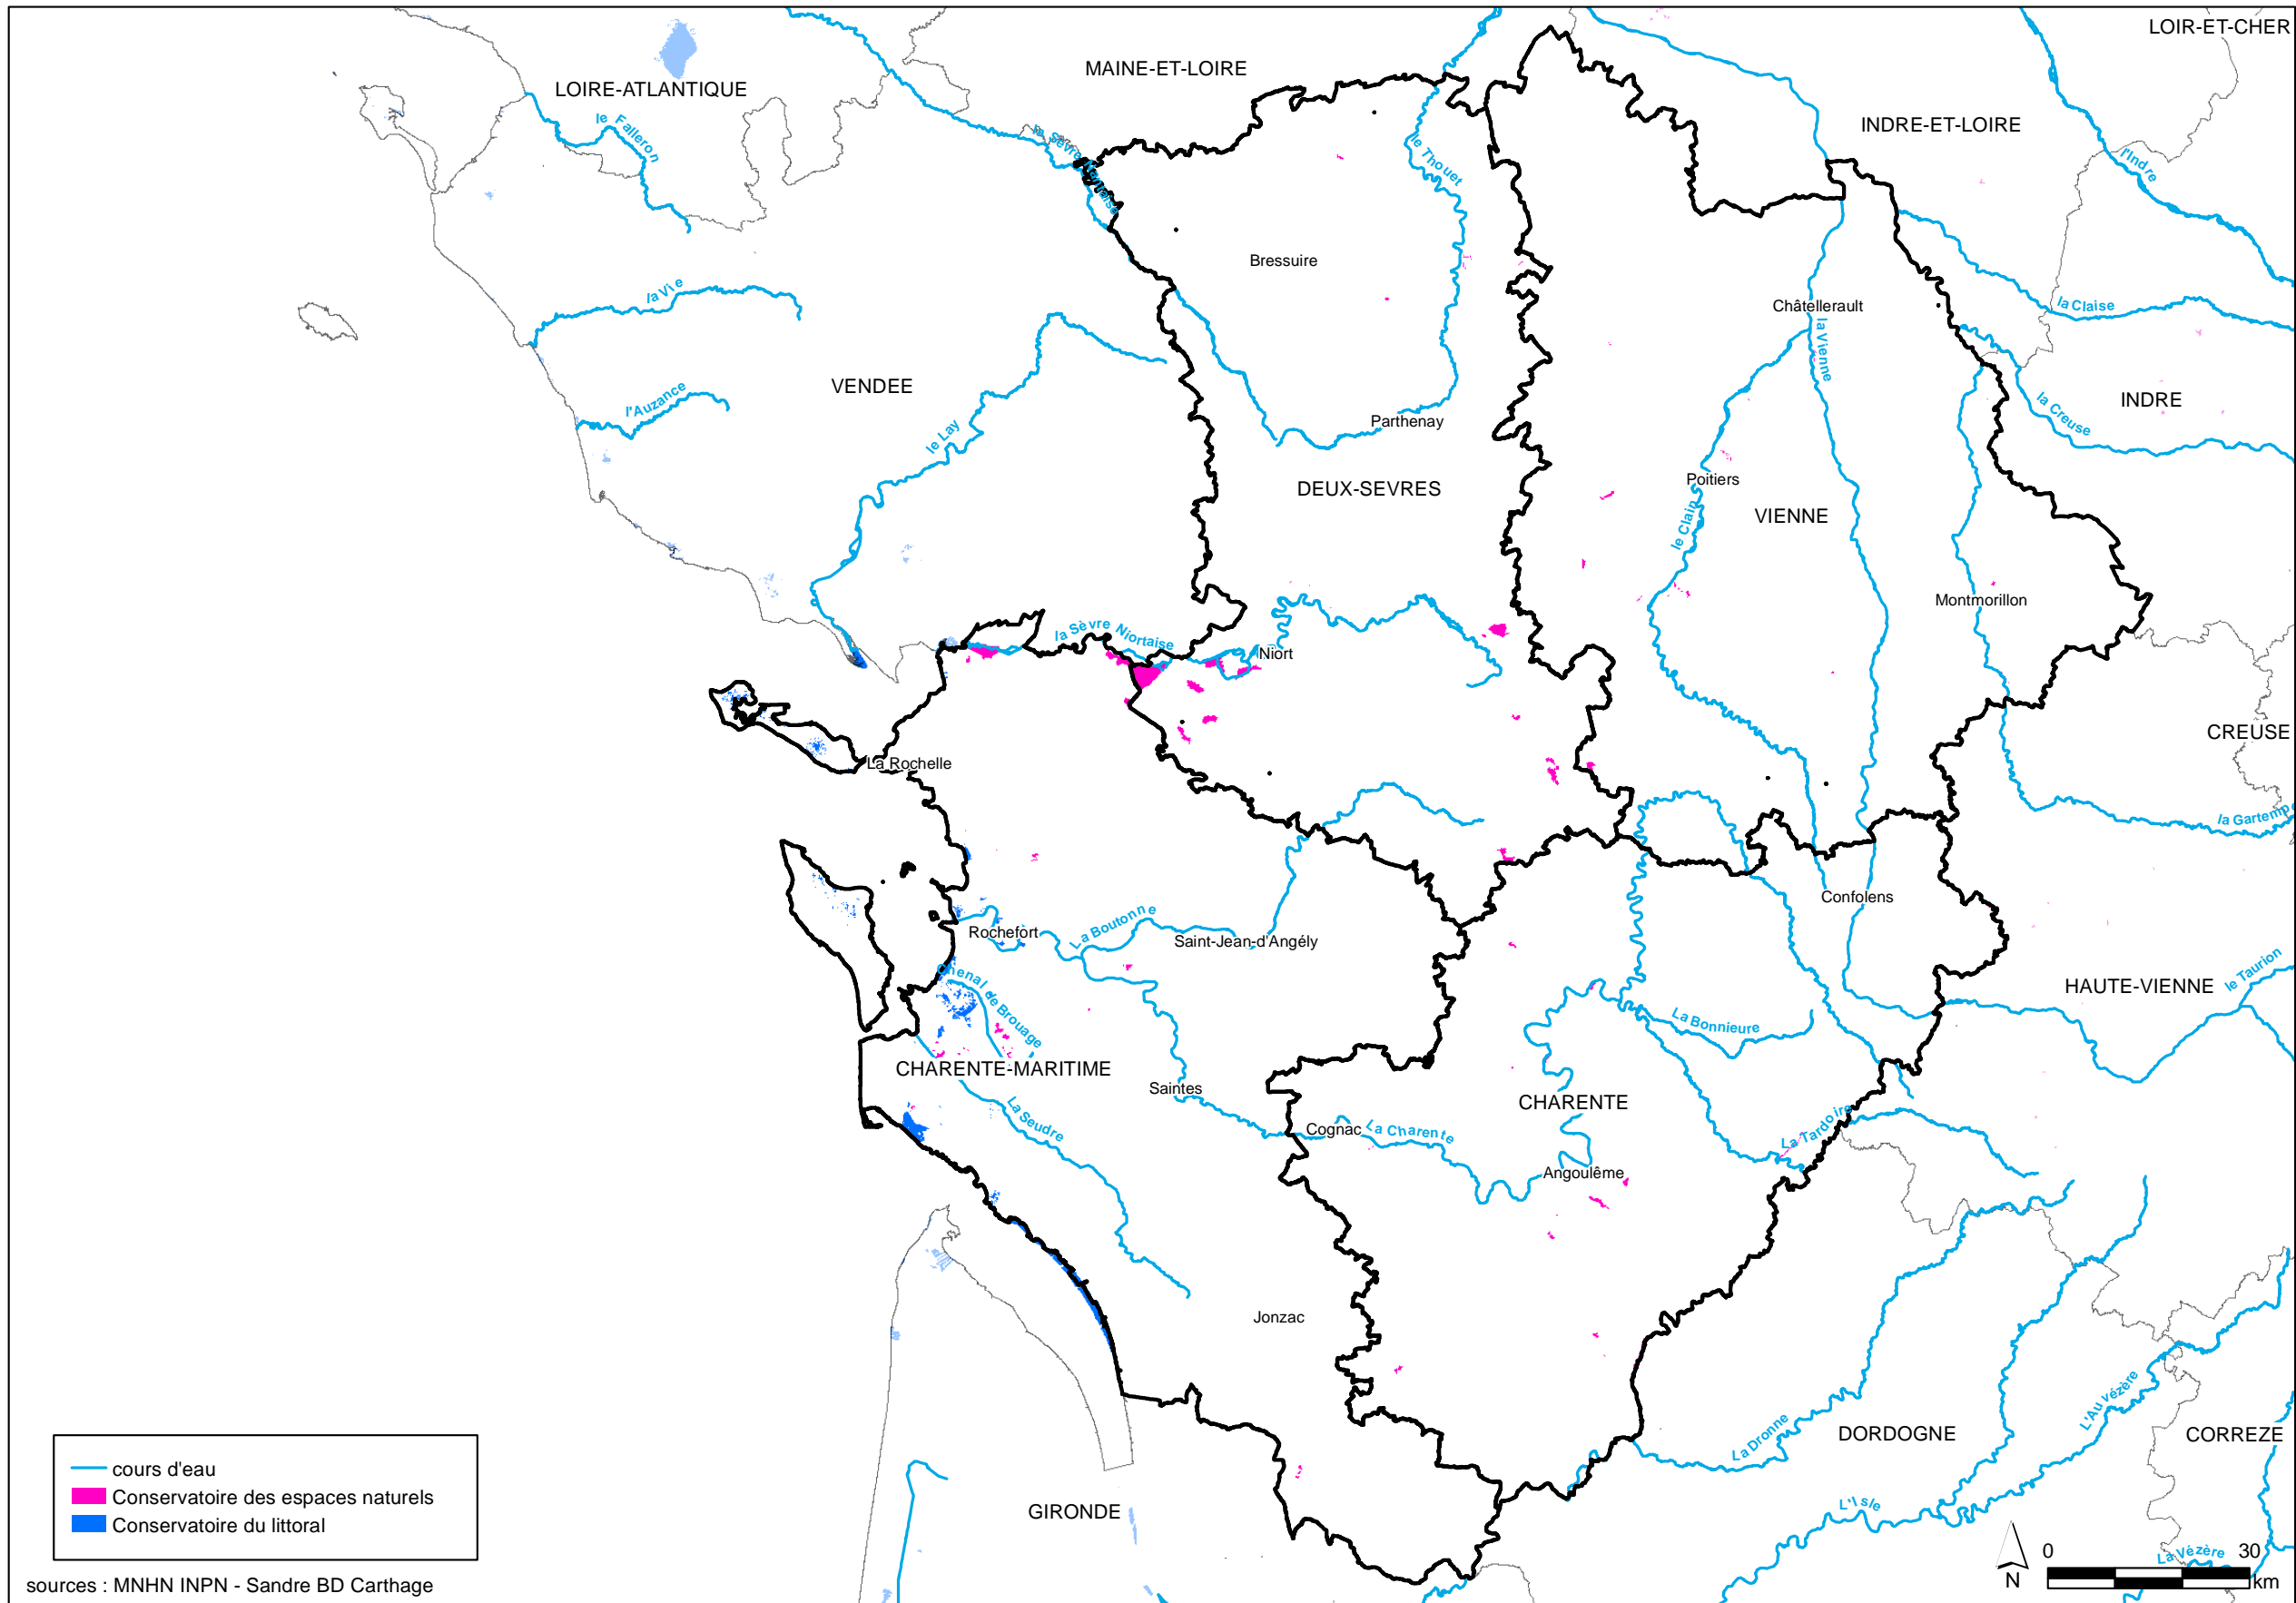 LOIR-ET-CHER
MAINE-ET-LOIRE
LOIRE-ATLANTIQUE
le Falleron
la Sèvre Nantaise
INDRE-ET-LOIRE
le Thouet
l'Indre
Bressuire
la Vie
Châtellerault
la Claise
la Vienne
VENDEE
l'Auzance
INDRE
la Creuse
Parthenay
le Lay
DEUX-SEVRES
Poitiers
VIENNE
le Clain
Montmorillon
la Sèvre Niortaise
Niort
CREUSE
La Rochelle
la Gartempe
Confolens
Rochefort
La Boutonne
Saint-Jean-d'Angély
Chenal de Brouage
HAUTE-VIENNE
le Taurion
La Bonnieure
CHARENTE-MARITIME
Saintes
CHARENTE
La Seudre
Cognac
La Charente
La Tardoire
Angoulême
Jonzac
L'Au vézère
La Dronne
DORDOGNE
CORREZE
cours d'eau
Conservatoire des espaces naturels
Conservatoire du littoral
GIRONDE
L'Isle
La Vézère
0 30
km
N
sources : MNHN INPN - Sandre BD Carthage